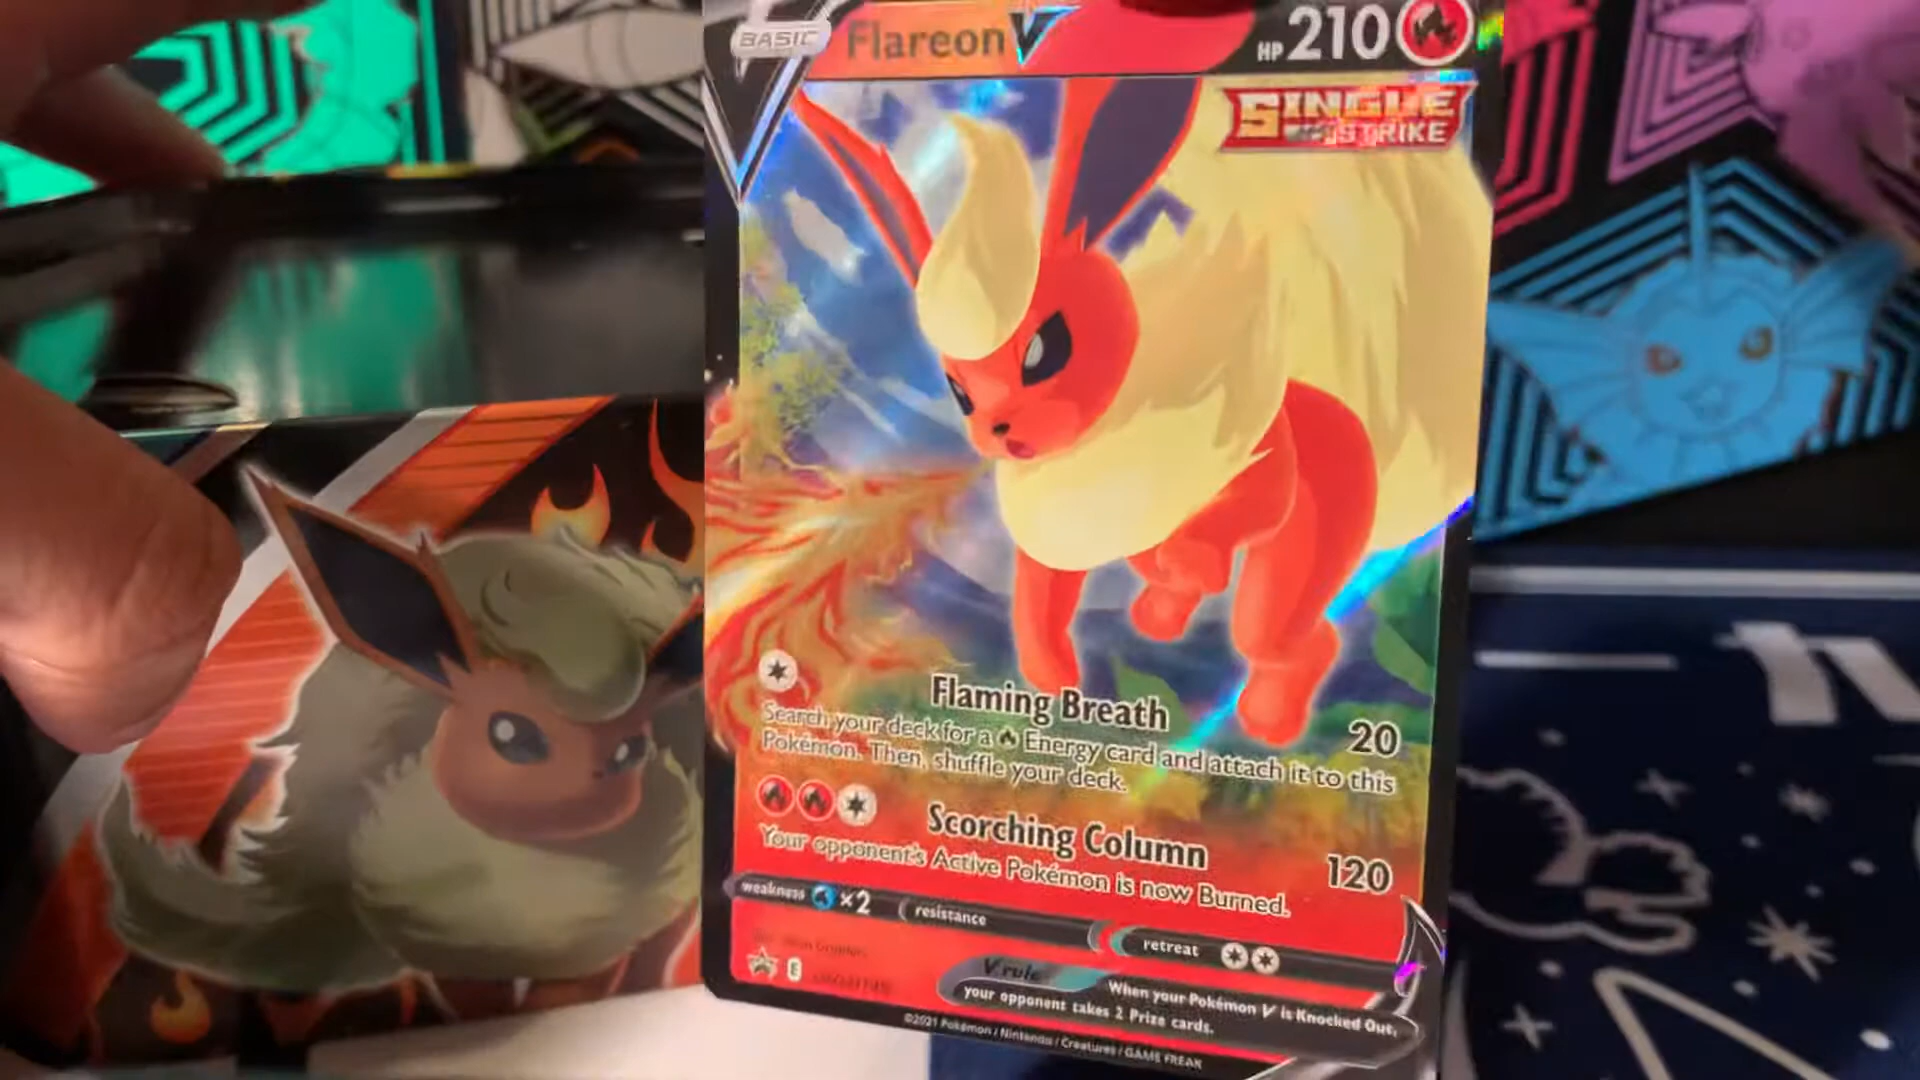 BASIC
Flareon V
HP 210
SINGLE
STRIKE
Flaming Breath
20
Search your deck for a Energy card and attach it to this
Pokémon. Then, shuffle your deck.
Scorching Column
120
Your opponent's Active Pokémon is now Burned.
weakness ×2
resistance
retreat
E
V rule
When your Pokémon V is Knocked Out,
your opponent takes 2 Prize cards.
©2021 Pokémon / Nintendo / Creatures / GAME FREAK